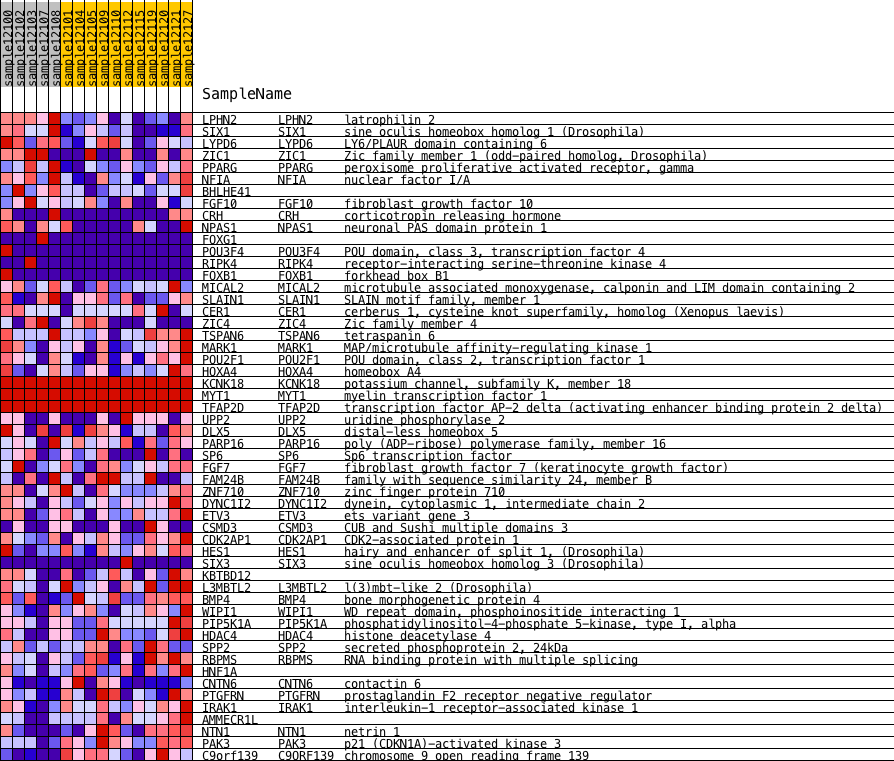 sample12100
sample12102
sample12103
sample12107
sample12108
sample12101
sample12104
sample12105
sample12109
sample12110
sample12112
sample12115
sample12119
sample12120
sample12121
sample12127
SampleName
LPHN2 LPHN2 latrophilin 2
SIX1 SIX1 sine oculis homeobox homolog 1 (Drosophila)
LYPD6 LYPD6 LY6/PLAUR domain containing 6
ZIC1 ZIC1 Zic family member 1 (odd-paired homolog, Drosophila)
PPARG PPARG peroxisome proliferative activated receptor, gamma
NFIA NFIA nuclear factor I/A
BHLHE41
FGF10 FGF10 fibroblast growth factor 10
CRH CRH corticotropin releasing hormone
NPAS1 NPAS1 neuronal PAS domain protein 1
FOXG1
POU3F4 POU3F4 POU domain, class 3, transcription factor 4
RIPK4 RIPK4 receptor-interacting serine-threonine kinase 4
FOXB1 FOXB1 forkhead box B1
MICAL2 MICAL2 microtubule associated monoxygenase, calponin and LIM domain containing 2
SLAIN1 SLAIN1 SLAIN motif family, member 1
CER1 CER1 cerberus 1, cysteine knot superfamily, homolog (Xenopus laevis)
ZIC4 ZIC4 Zic family member 4
TSPAN6 TSPAN6 tetraspanin 6
MARK1 MARK1 MAP/microtubule affinity-regulating kinase 1
POU2F1 POU2F1 POU domain, class 2, transcription factor 1
HOXA4 HOXA4 homeobox A4
KCNK18 KCNK18 potassium channel, subfamily K, member 18
MYT1 MYT1 myelin transcription factor 1
TFAP2D TFAP2D transcription factor AP-2 delta (activating enhancer binding protein 2 delta)
UPP2 UPP2 uridine phosphorylase 2
DLX5 DLX5 distal-less homeobox 5
PARP16 PARP16 poly (ADP-ribose) polymerase family, member 16
SP6 SP6 Sp6 transcription factor
FGF7 FGF7 fibroblast growth factor 7 (keratinocyte growth factor)
FAM24B FAM24B family with sequence similarity 24, member B
ZNF710 ZNF710 zinc finger protein 710
DYNC1I2 DYNC1I2 dynein, cytoplasmic 1, intermediate chain 2
ETV3 ETV3 ets variant gene 3
CSMD3 CSMD3 CUB and Sushi multiple domains 3
CDK2AP1 CDK2AP1 CDK2-associated protein 1
HES1 HES1 hairy and enhancer of split 1, (Drosophila)
SIX3 SIX3 sine oculis homeobox homolog 3 (Drosophila)
KBTBD12
L3MBTL2 L3MBTL2 l(3)mbt-like 2 (Drosophila)
BMP4 BMP4 bone morphogenetic protein 4
WIPI1 WIPI1 WD repeat domain, phosphoinositide interacting 1
PIP5K1A PIP5K1A phosphatidylinositol-4-phosphate 5-kinase, type I, alpha
HDAC4 HDAC4 histone deacetylase 4
SPP2 SPP2 secreted phosphoprotein 2, 24kDa
RBPMS RBPMS RNA binding protein with multiple splicing
HNF1A
CNTN6 CNTN6 contactin 6
PTGFRN PTGFRN prostaglandin F2 receptor negative regulator
IRAK1 IRAK1 interleukin-1 receptor-associated kinase 1
AMMECR1L
NTN1 NTN1 netrin 1
PAK3 PAK3 p21 (CDKN1A)-activated kinase 3
C9orf139 C9ORF139 chromosome 9 open reading frame 139